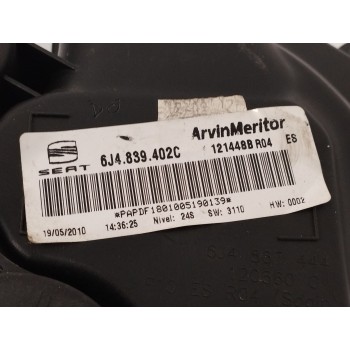 SEAT
6J4.839.402C
ArvinMeritor
121448B R04 ES
*PAPDF1801005190139*
19/05/2010 14:36:25 Nivel: 24S SW: 3110 H.W: 0002